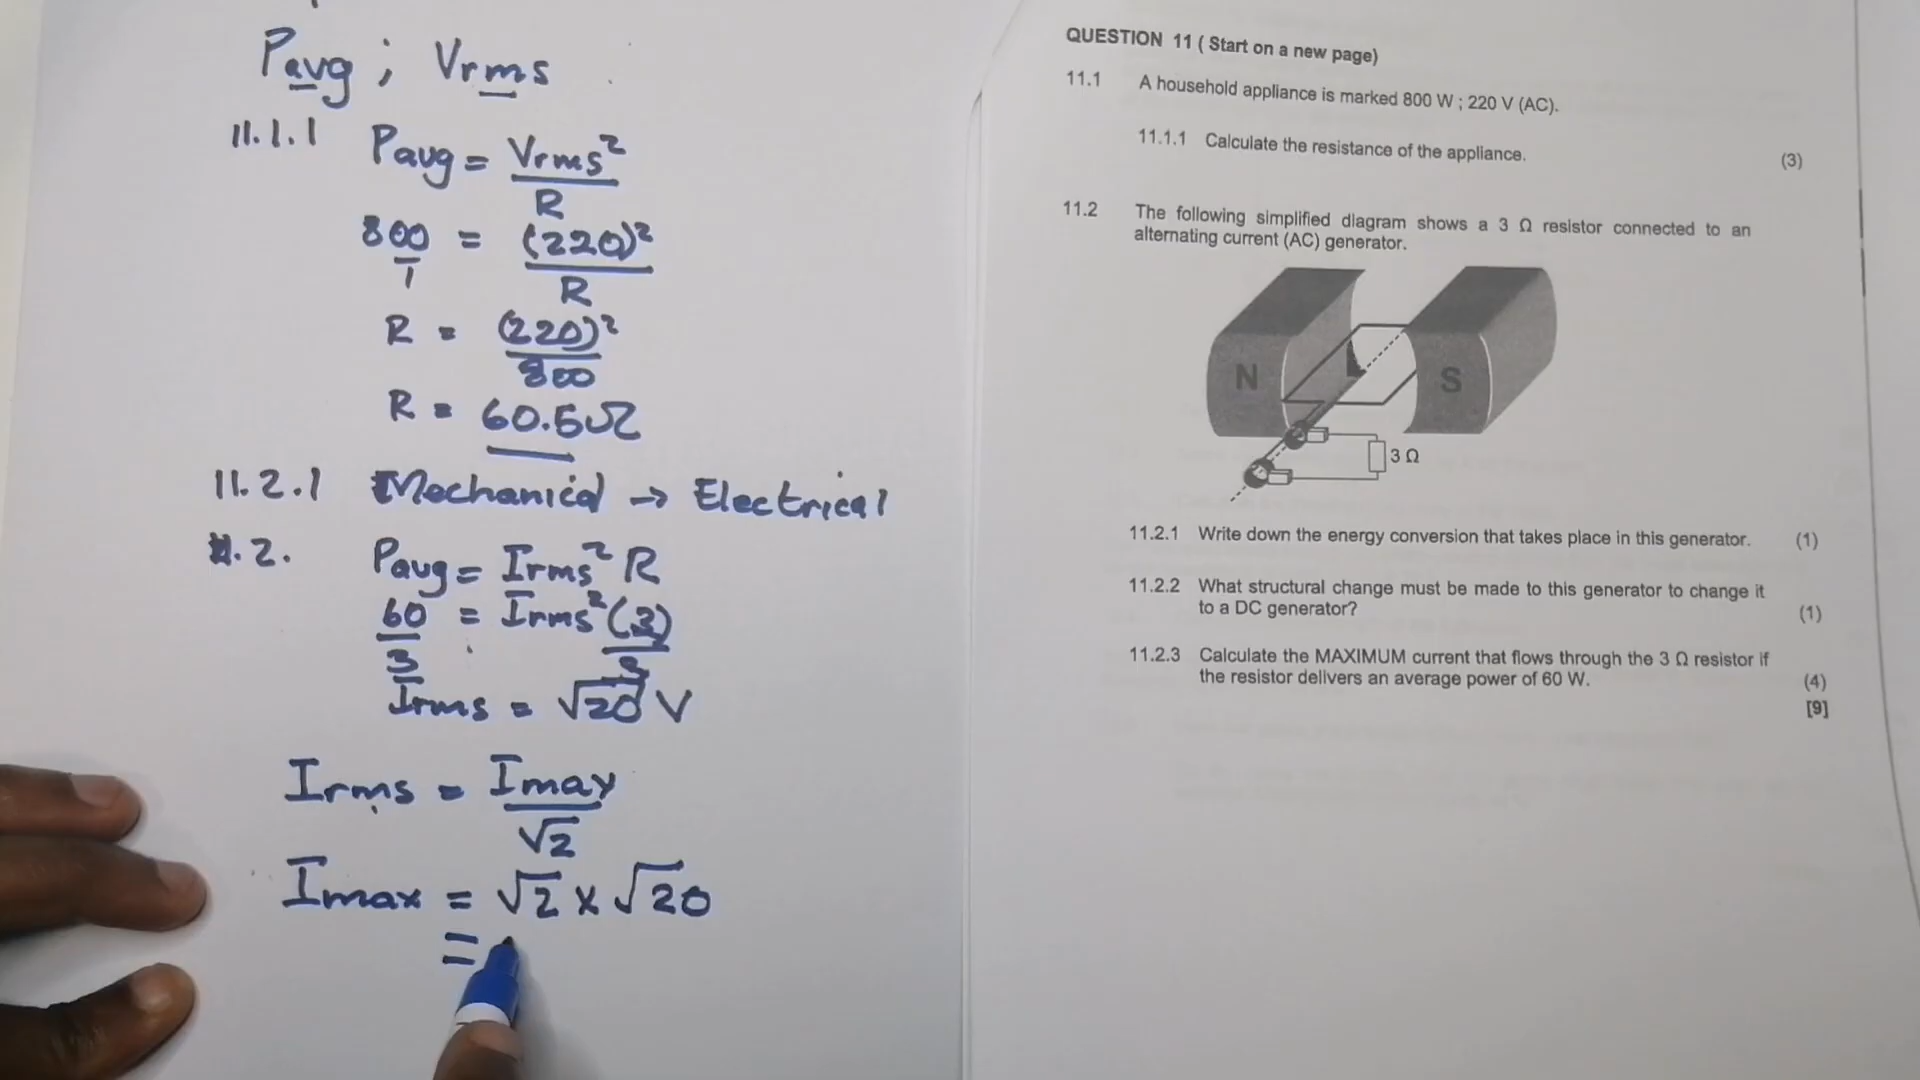 Pavg ; Vrms
11.1.1 Pavg = Vrms²
R
800 = (220)²
1 R
R = (220)²
800
R = 60.5Ω
11.2.1 Mechanical → Electrical
.2. Pavg = Irms² R
60 = Irms² (3)
3 3
Irms = √20 V
Irms = Imax
√2
Imax = √2 × √20
=
QUESTION 11 ( Start on a new page)
11.1 A household appliance is marked 800 W ; 220 V (AC).
11.1.1 Calculate the resistance of the appliance. (3)
11.2 The following simplified diagram shows a 3 Ω resistor connected to an
alternating current (AC) generator.
N S
3 Ω
11.2.1 Write down the energy conversion that takes place in this generator. (1)
11.2.2 What structural change must be made to this generator to change it
to a DC generator? (1)
11.2.3 Calculate the MAXIMUM current that flows through the 3 Ω resistor if
the resistor delivers an average power of 60 W. (4)
[9]